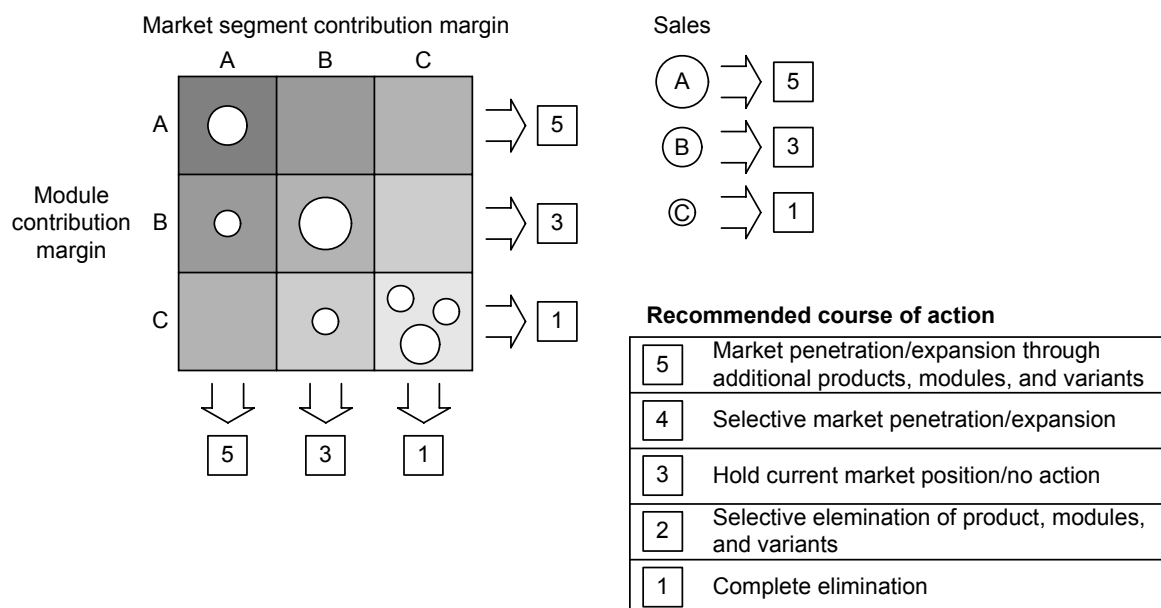 Market segment contribution margin
A B C
A
5
Module
contribution
margin
B
3
C
1
5 3 1
Sales
A 5
B 3
C 1
Recommended course of action
5 Market penetration/expansion through
additional products, modules, and variants
4 Selective market penetration/expansion
3 Hold current market position/no action
2 Selective elemination of product, modules,
and variants
1 Complete elimination